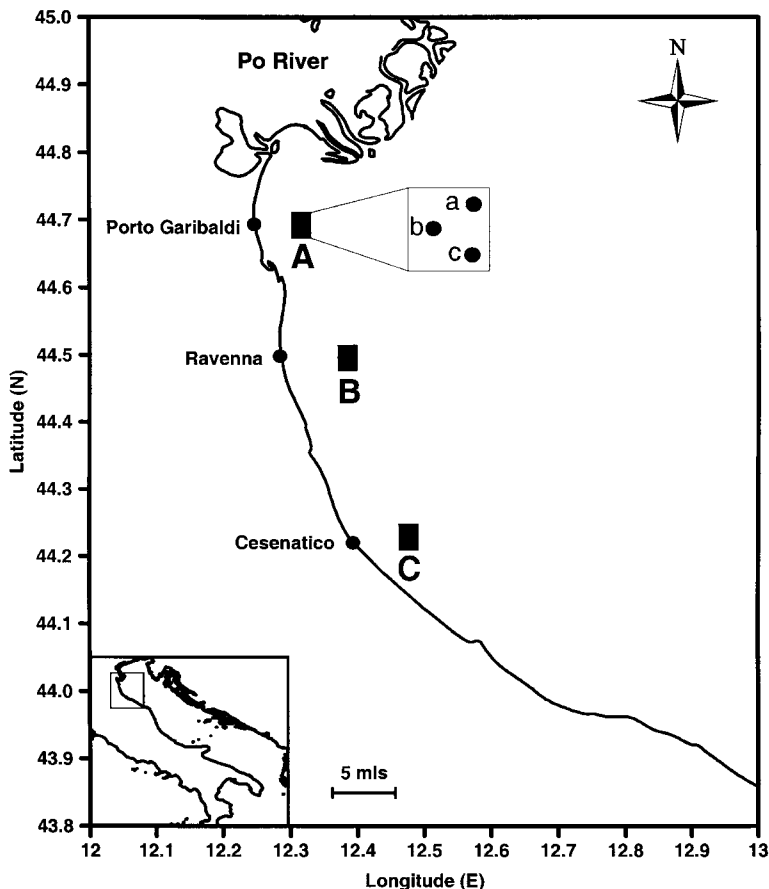 45.0
Po River
N
44.9
44.8
44.7
Porto Garibaldi
a
b
c
A
44.6
44.5
Ravenna
B
44.4
Latitude (N)
44.3
Cesenatico
44.2
C
44.1
44.0
43.9
5 mls
43.8
12 12.1 12.2 12.3 12.4 12.5 12.6 12.7 12.8 12.9 13
Longitude (E)